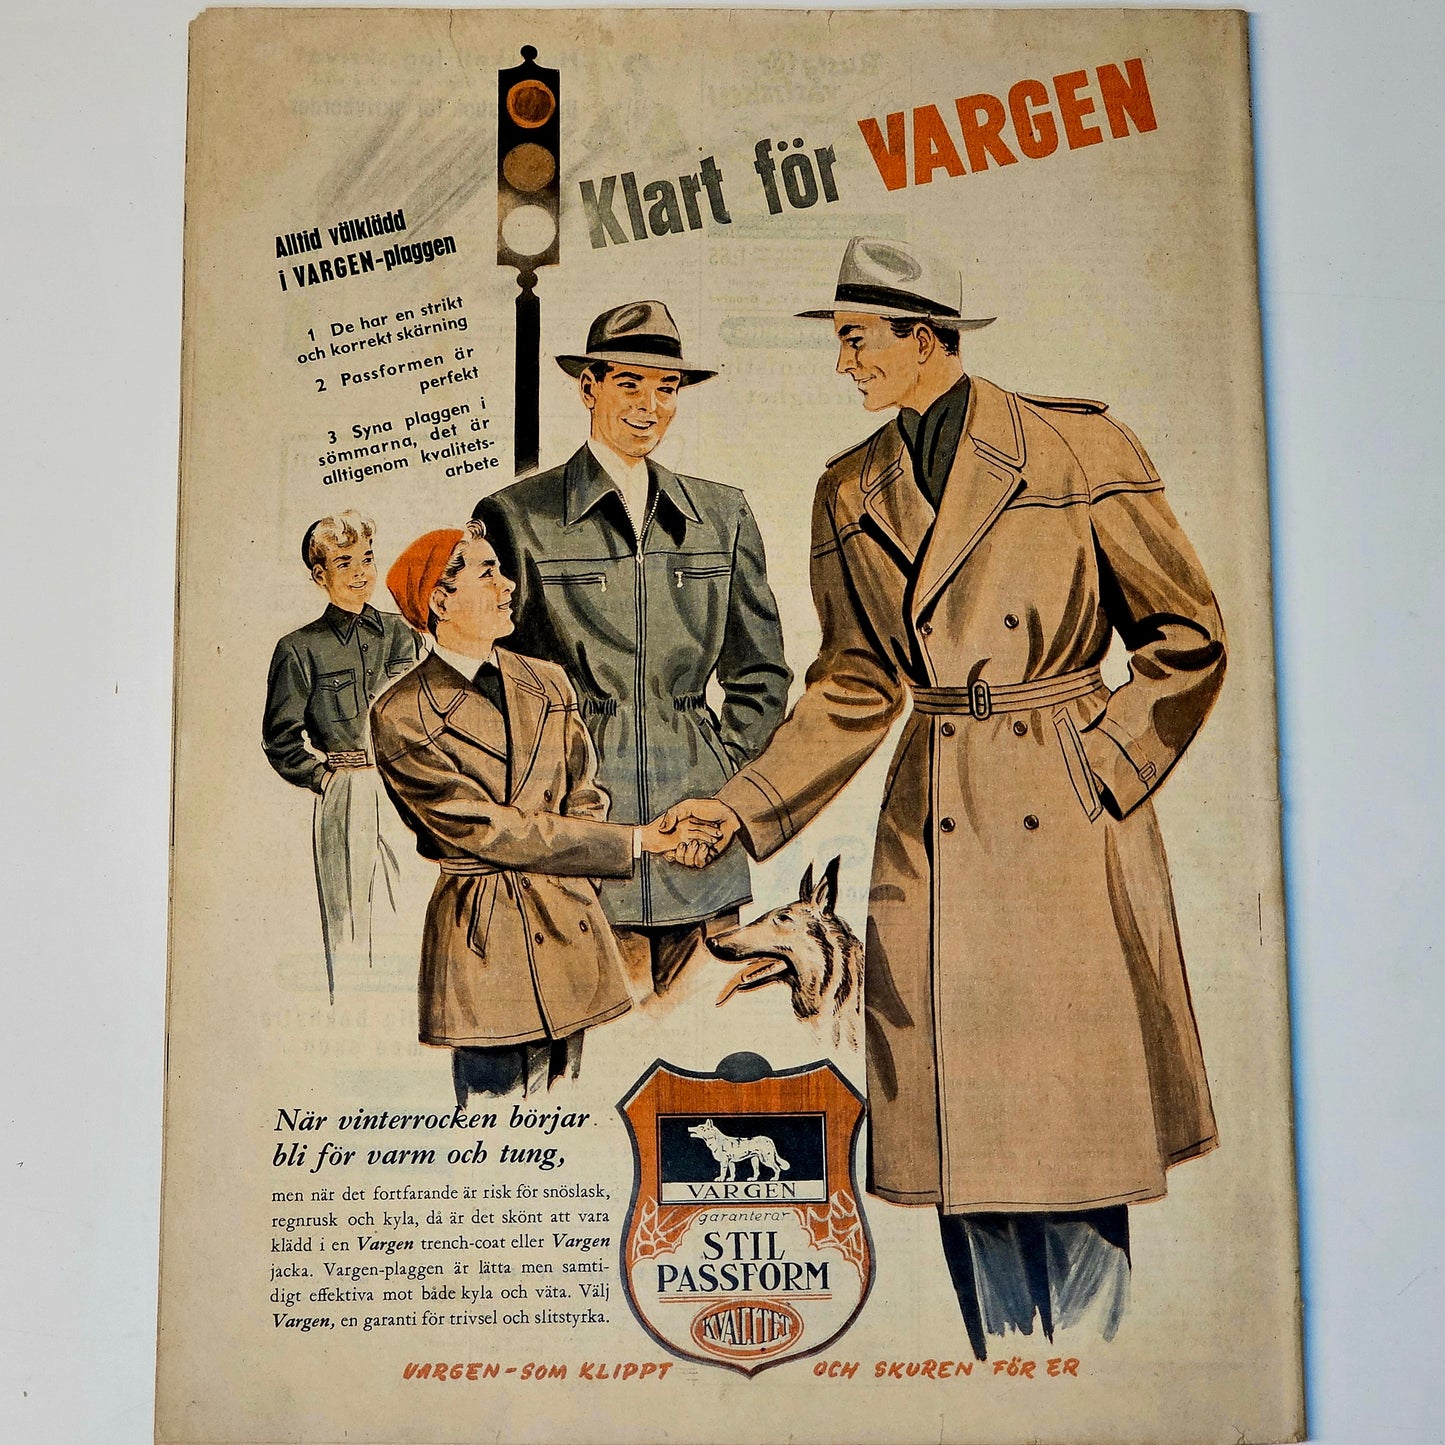 Klart för VARGEN
Alltid välklädd
i VARGEN-plaggen
1 De har en strikt
och korrekt skärning
2 Passformen är
perfekt
3 Syna plaggen i
sömmarna, det är
alltigenom kvalitets-
arbete
När vinterrocken börjar
bli för varm och tung,
men när det fortfarande är risk för snöslask,
regnrusk och kyla, då är det skönt att vara
klädd i en Vargen trench-coat eller Vargen
jacka. Vargen-plaggen är lätta men samti-
digt effektiva mot både kyla och väta. Välj
Vargen, en garanti för trivsel och slitstyrka.
VARGEN
garanterar
STIL
PASSFORM
KVALITET
VARGEN-SOM KLIPPT OCH SKUREN FÖR ER